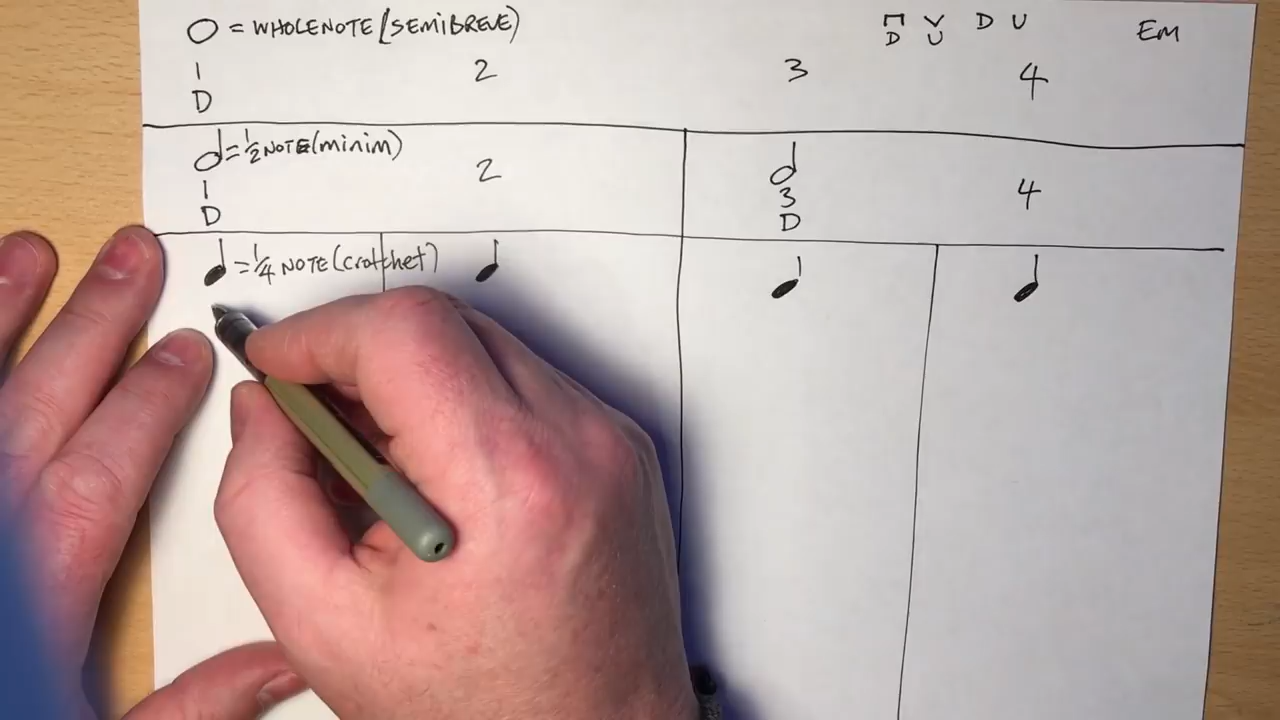 = WHOLENOTE (SEMIBREVE)
D U Em
D U
1 2 3 4
D
= 1/2 NOTE (minim)
1 2 3 4
D D
= 1/4 NOTE (crotchet)